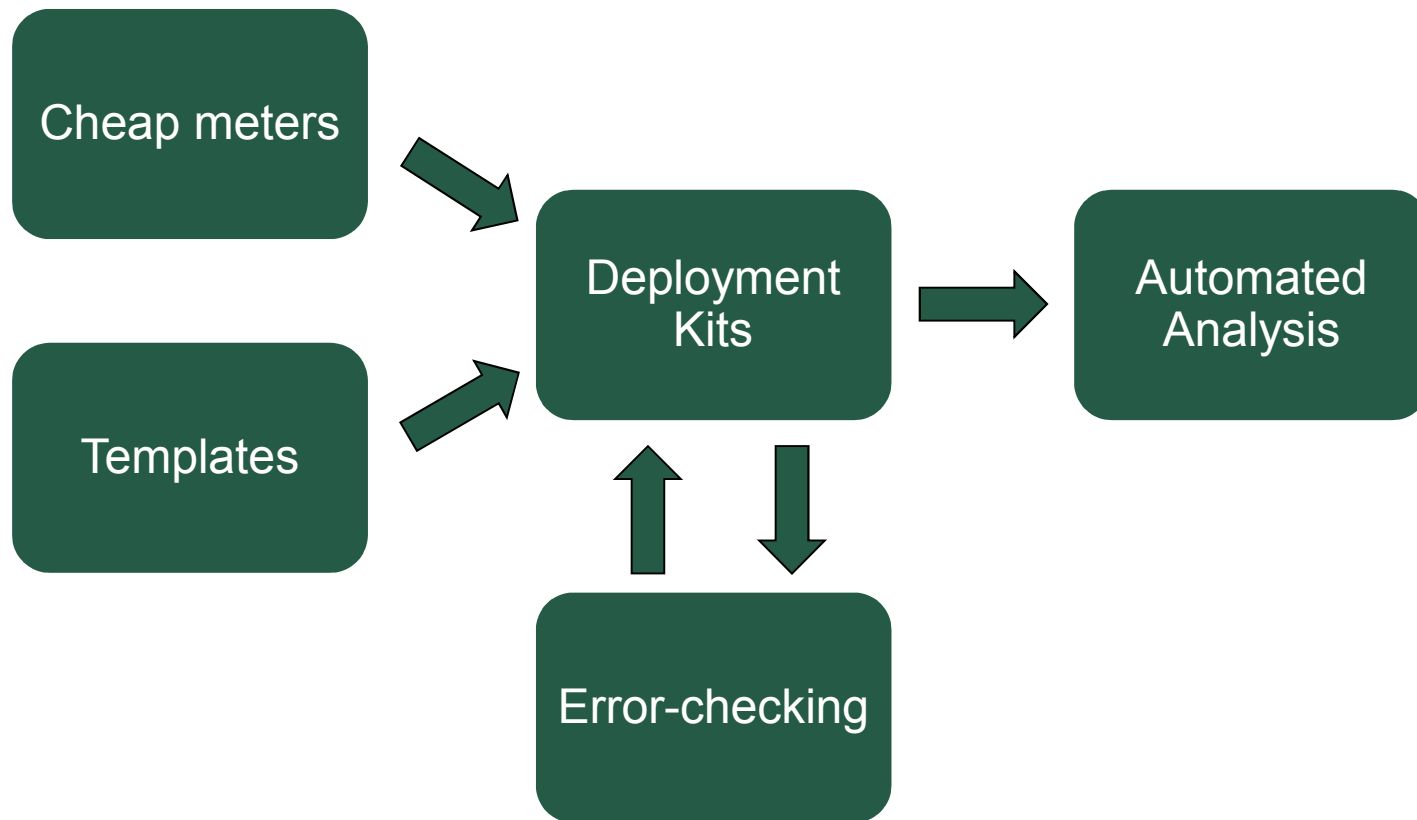 Cheap meters
Templates
Deployment
Kits
Error-checking
Automated
Analysis